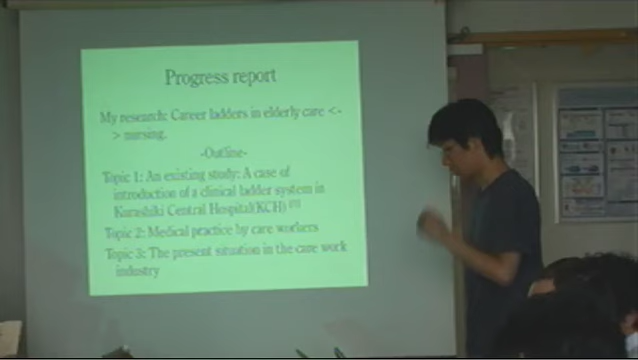 Progress report
My research: Career ladders in elderly care <-
> nursing.
-Outline-
Topic 1: An existing study: A case of
introduction of a clinical ladder system in
Kurashiki Central Hospital(KCH)
Topic 2: Medical practice by care workers
Topic 3: The present situation in the care work
industry